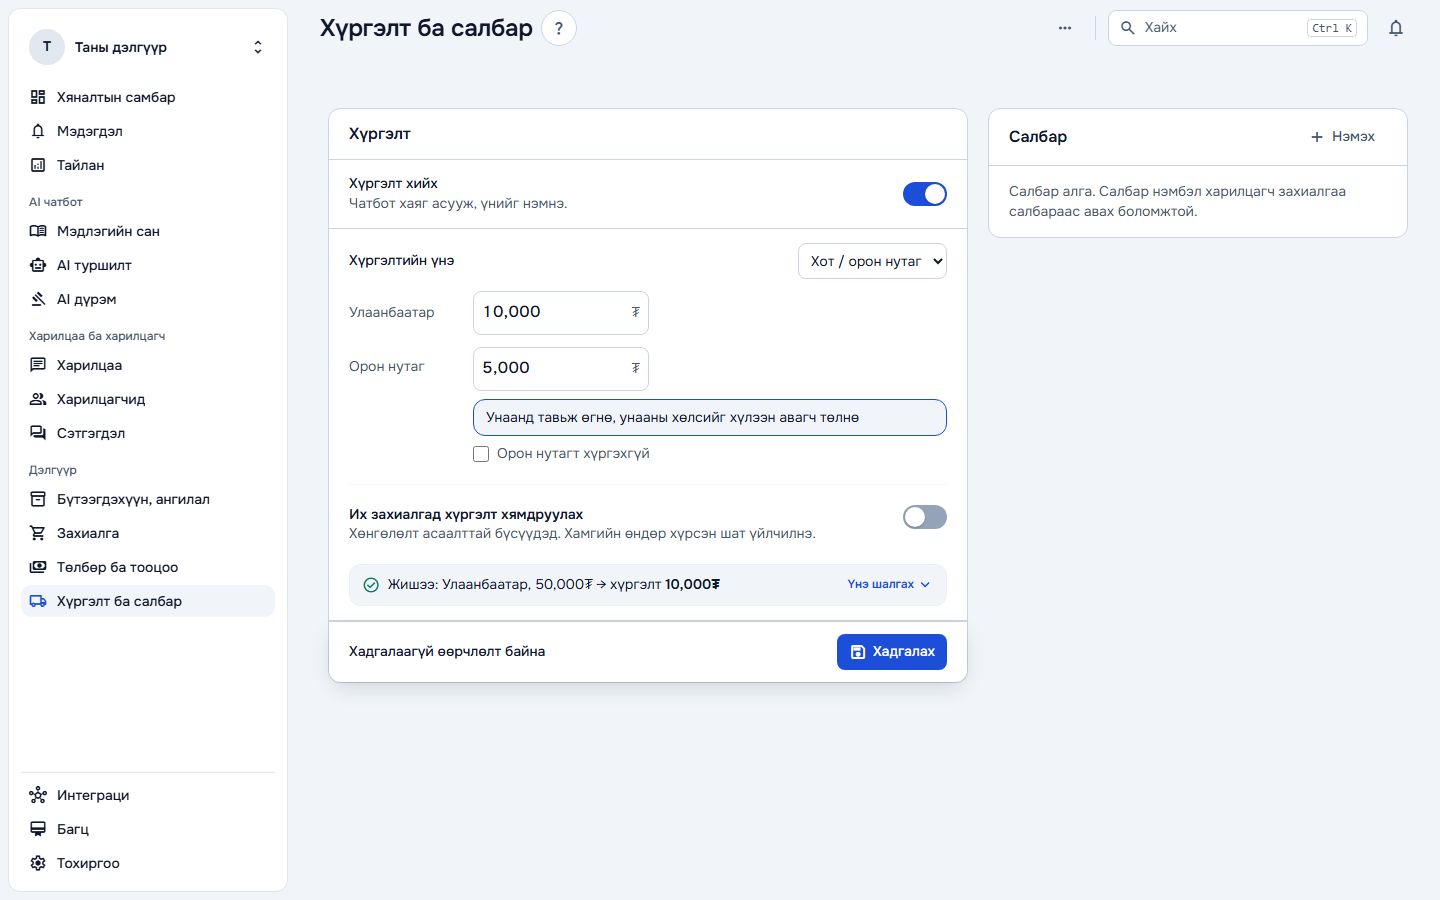 Т
Таны дэлгүүр
Хяналтын самбар
Мэдэгдэл
Тайлан
AI чатбот
Мэдлэгийн сан
AI туршилт
AI дүрэм
Харилцаа ба харилцагч
Харилцаа
Харилцагчид
Сэтгэгдэл
Дэлгүүр
Бүтээгдэхүүн, ангилал
Захиалга
Төлбөр ба тооцоо
Хүргэлт ба салбар
Интеграци
Багц
Тохиргоо
Хүргэлт ба салбар ?
Хайх Ctrl K
Хүргэлт
Хүргэлт хийх
Чатбот хаяг асууж, үнийг нэмнэ.
Хүргэлтийн үнэ Хот / орон нутаг
Улаанбаатар 10,000 ₮
Орон нутаг 5,000 ₮
Унаанд тавьж өгнө, унааны хөлсийг хүлээн авагч төлнө
Орон нутагт хүргэхгүй
Их захиалгад хүргэлт хямдруулах
Хөнгөлөлт асаалттай бүсүүдэд. Хамгийн өндөр хүрсэн шат үйлчилнэ.
Жишээ: Улаанбаатар, 50,000₮ → хүргэлт 10,000₮ Үнэ шалгах
Хадгалаагүй өөрчлөлт байна Хадгалах
Салбар + Нэмэх
Салбар алга. Салбар нэмбэл харилцагч захиалгаа
салбараас авах боломжтой.